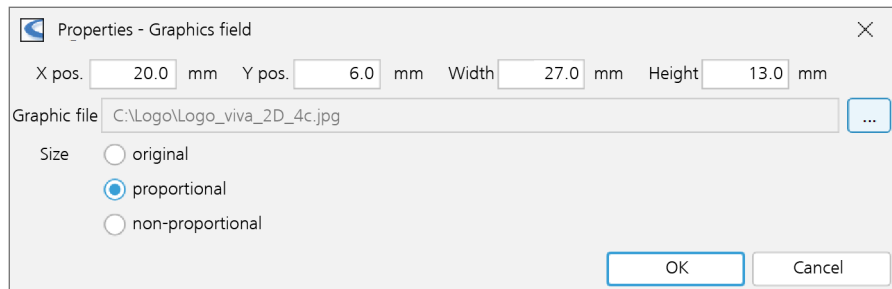 Properties - Graphics field
X pos. 20.0 mm Y pos. 6.0 mm Width 27.0 mm Height 13.0 mm
Graphic file C:\Logo\Logo_viva_2D_4c.jpg ...
Size original
proportional
non-proportional
OK Cancel